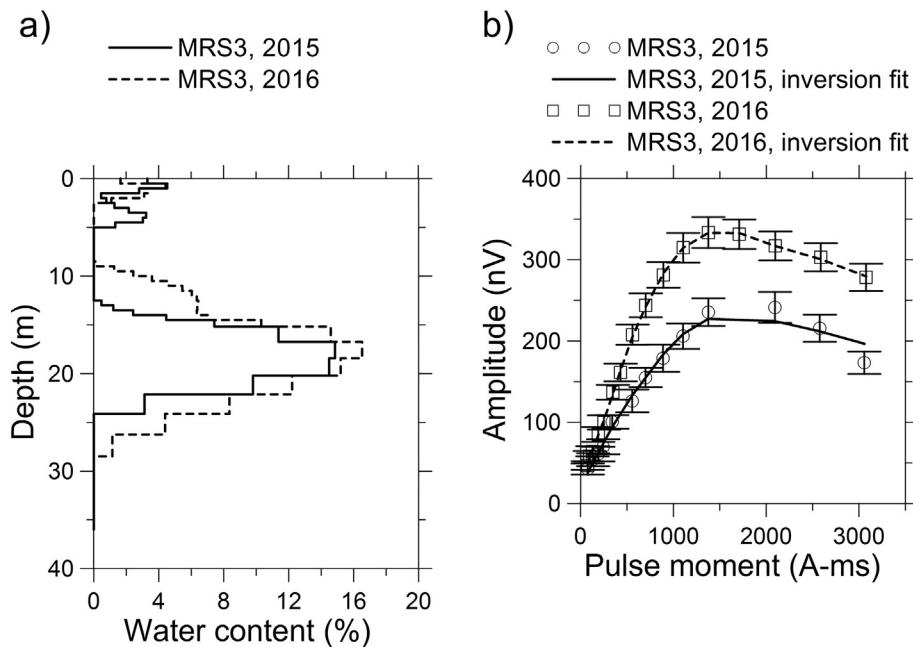 a)
MRS3, 2015
MRS3, 2016
0
10
20
30
40
Depth (m)
0
4
8
12
16
20
Water content (%)
b)
MRS3, 2015
MRS3, 2015, inversion fit
MRS3, 2016
MRS3, 2016, inversion fit
400
300
200
100
0
Amplitude (nV)
0
1000
2000
3000
Pulse moment (A-ms)